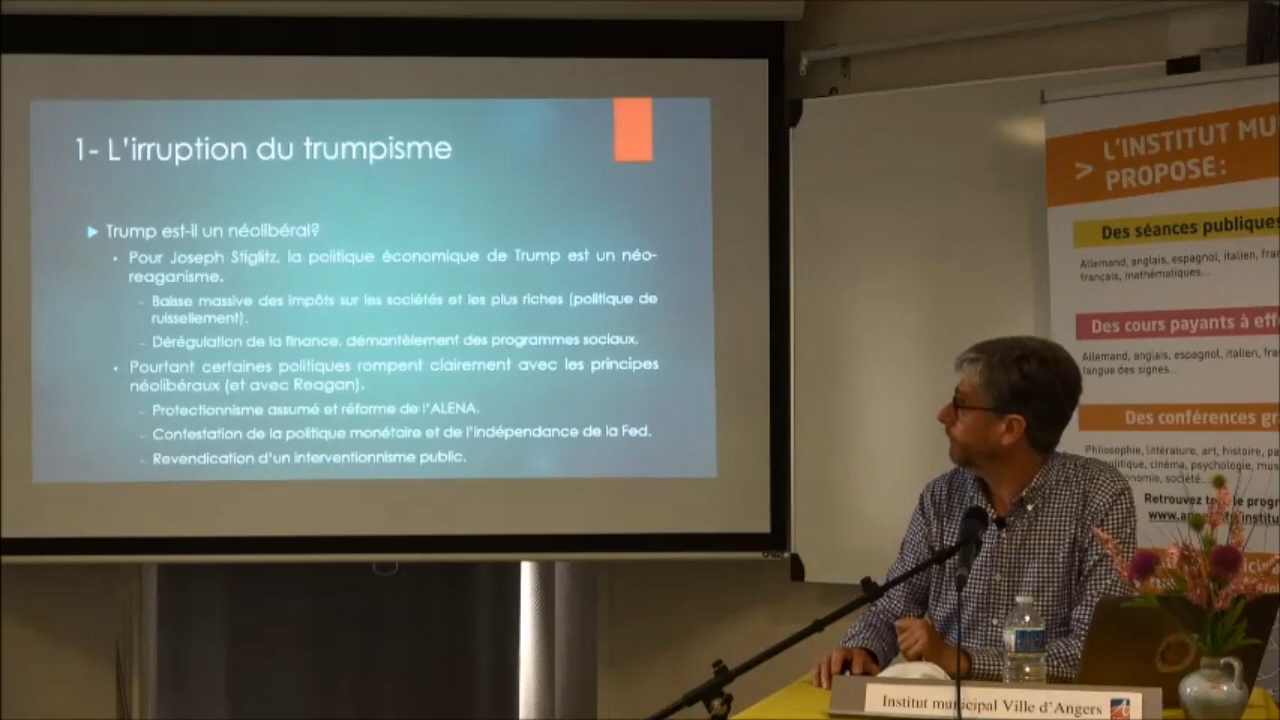 1- L'irruption du trumpisme
Trump est-il un néolibéral?
Pour Joseph Stiglitz, la politique économique de Trump est un néo-
reaganisme.
Baisse massive des impôts sur les sociétés et les plus riches (politique de
ruissellement).
Dérégulation de la finance, démantèlement des programmes sociaux.
Pourtant certaines politiques rompent clairement avec les principes
néolibéraux (et avec Reagan).
Protectionnisme assumé et réforme de l'ALENA.
Contestation de la politique monétaire et de l'indépendance de la Fed.
Revendication d'un interventionnisme public.
> L'INSTITUT MU
PROPOSE:
Des séances publiques
Allemand, anglais, espagnol, italien, fra
français, mathématiques...
Des cours payants à eff
Allemand, anglais, espagnol, italien, fran
langue des signes...
Des conférences gr
Philosophie, littérature, art, histoire, pa
politique, cinéma, psychologie, mus
onomie, société...
Retrouvez le progr
Institut municipal Ville d'Angers